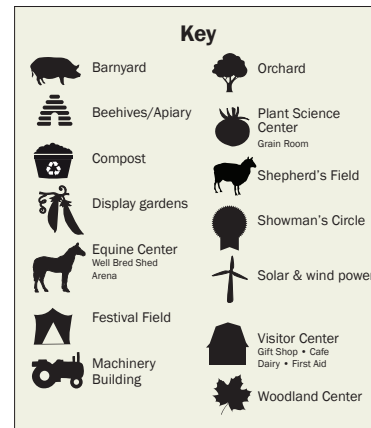 Key
Barnyard
Beehives/Apiary
Compost
Display gardens
Equine Center
Well Bred Shed
Arena
Festival Field
Machinery
Building
Orchard
Plant Science
Center
Grain Room
Shepherd's Field
Showman's Circle
Solar & wind power
Visitor Center
Gift Shop • Cafe
Dairy • First Aid
Woodland Center